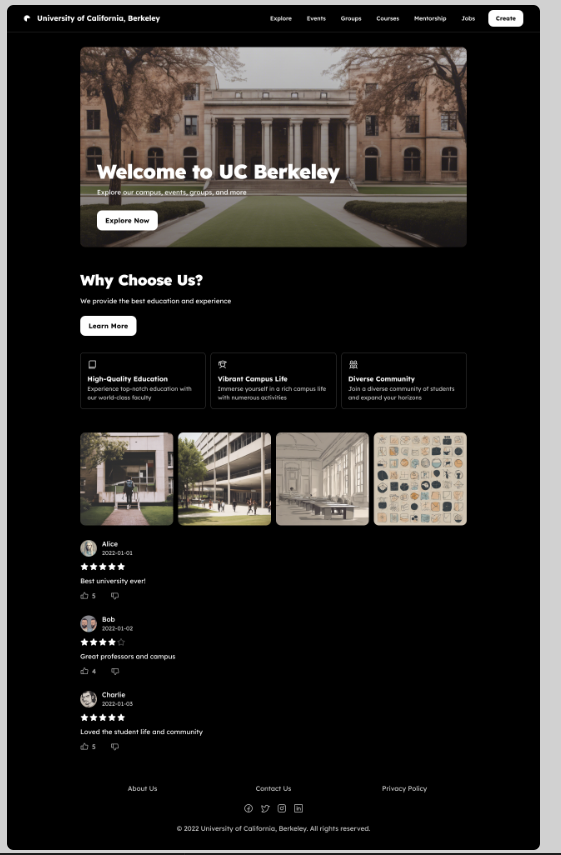 University of California, Berkeley
Explore Events Groups Courses Mentorship Jobs Create
Welcome to UC Berkeley
Explore our campus, events, groups, and more
Explore Now
Why Choose Us?
We provide the best education and experience
Learn More
High-Quality Education
Experience top-notch education with
our world-class faculty
Vibrant Campus Life
Immerse yourself in a rich campus life
with numerous activities
Diverse Community
Join a diverse community of students
and expand your horizons
Alice
2022-01-01
Best university ever!
5
Bob
2022-01-02
Great professors and campus
4
Charlie
2022-01-03
Loved the student life and community
5
About Us Contact Us Privacy Policy
© 2022 University of California, Berkeley. All rights reserved.